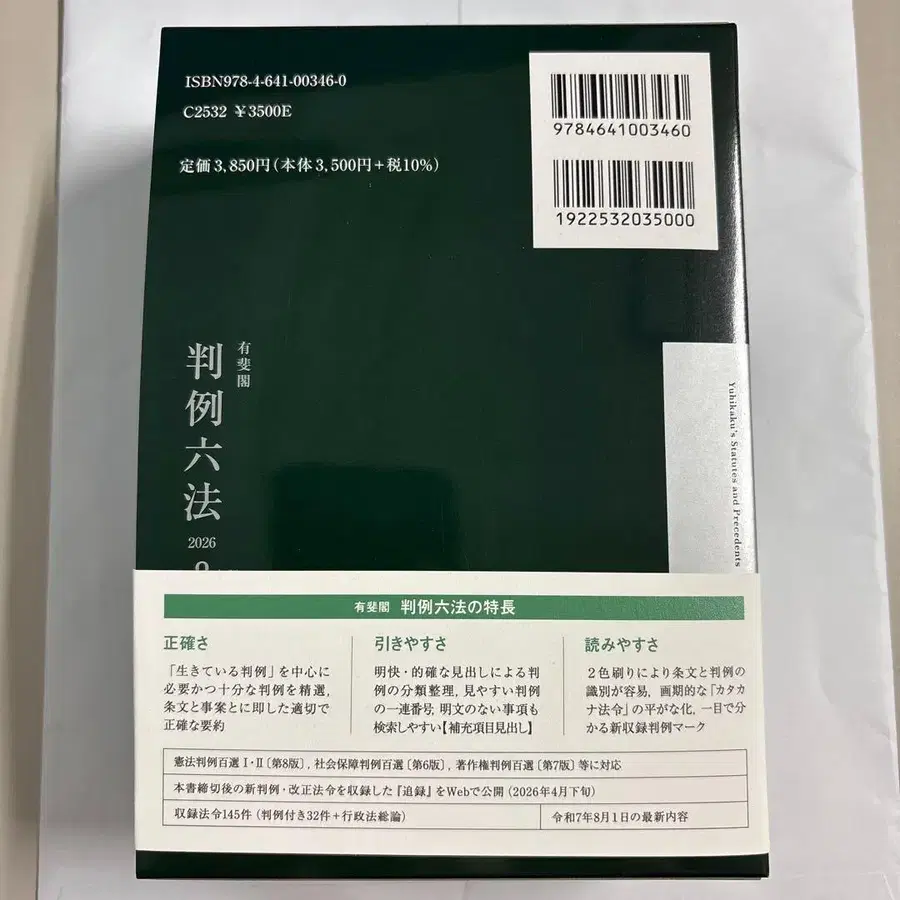 ISBN978-4-641-00346-0
C2532 ¥3500E
定価3,850円(本体3,500円+税10%)
9784641003460
1922532035000
有斐閣
判例六法
2026
Yuhikaku's Statutes and Precedents
有斐閣 判例六法の特長
正確さ
「生きている判例」を中心に
必要かつ十分な判例を精選,
条文と事案とに即した適切で
正確な要約
引きやすさ
明快・的確な見出しによる判
例の分類整理, 見やすい判例
の一連番号, 明文のない事項も
検索しやすい【補充項目見出し】
読みやすさ
2色刷りにより条文と判例の
識別が容易, 画期的な「カタカ
ナ法令」の平がな化, 一目で分
かる新収録判例マーク
憲法判例百選Ⅰ・Ⅱ〔第8版〕, 社会保障判例百選〔第6版〕, 著作権判例百選〔第7版〕等に対応
本書締切後の新判例・改正法令を収録した『追録』をWebで公開(2026年4月下旬)
収録法令145件(判例付き32件+行政法総論)
令和7年8月1日の最新内容